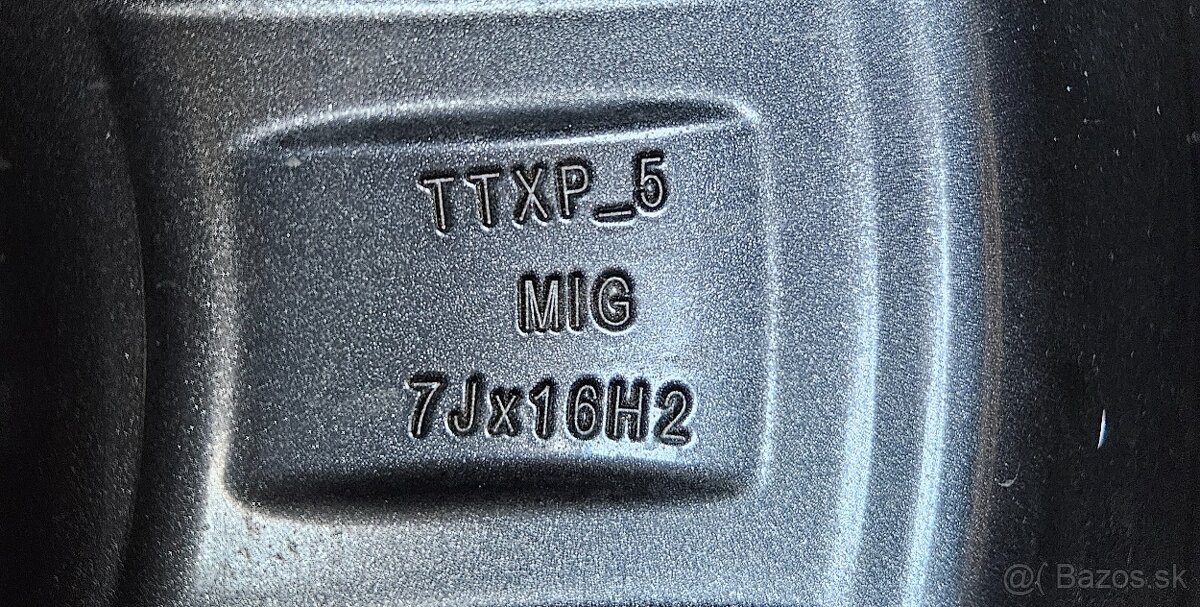 TTXP_5
MIG
7Jx16H2
@( Bazos.sk